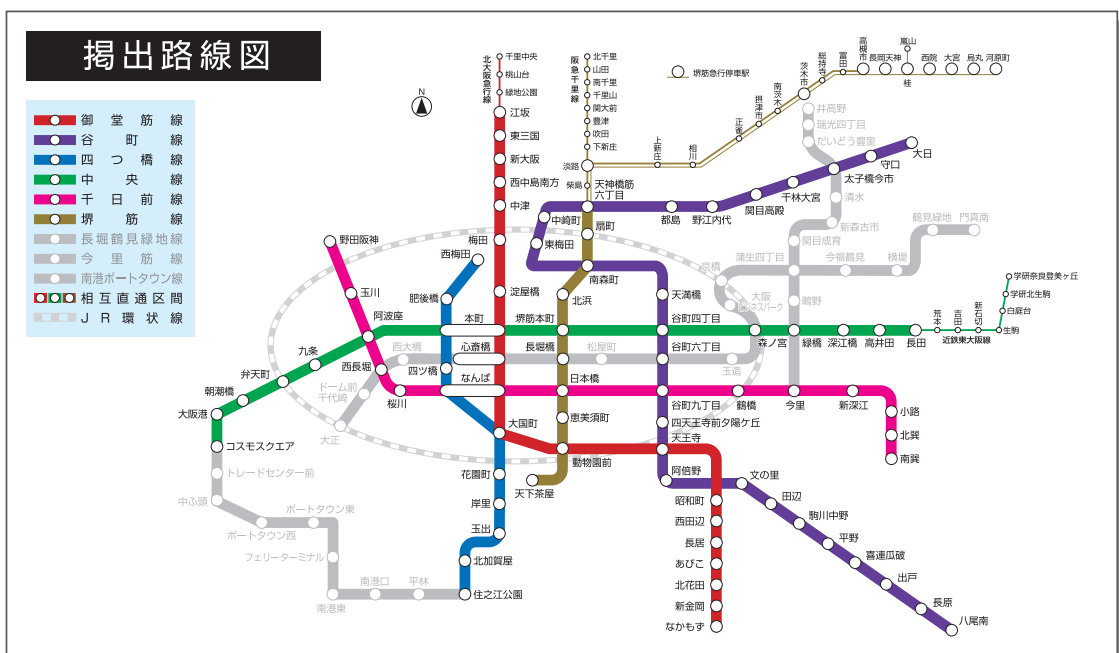 掲出路線図
御堂筋線
谷町線
四つ橋線
中央線
千日前線
堺筋線
長堀鶴見緑地線
今里筋線
南港ポートタウン線
相互直通区間
JR環状線
N
北大阪急行線
千里中央
桃山台
緑地公園
江坂
東三国
新大阪
西中島南方
中津
梅田
淀屋橋
本町
心斎橋
なんば
大国町
阪急千里線
北千里
山田
南千里
千里山
関大前
豊津
吹田
下新庄
淡路
柴島
天神橋筋
六丁目
扇町
南森町
北浜
堺筋本町
長堀橋
日本橋
恵美須町
動物園前
天下茶屋
堺筋急行停車駅
上新庄
相川
正雀
摂津市
南茨木
茨木市
総持寺
富田
高槻市
長岡天神
嵐山
桂
西院
大宮
烏丸
河原町
井高野
瑞光四丁目
だいどう豊里
太子橋今市
清水
新森古市
関目成育
蒲生四丁目
鴫野
緑橋
今里
大日
守口
千林大宮
関目高殿
野江内代
都島
中崎町
東梅田
天満橋
谷町四丁目
谷町六丁目
谷町九丁目
四天王寺前夕陽ケ丘
天王寺
阿倍野
文の里
田辺
駒川中野
平野
喜連瓜破
出戸
長原
八尾南
鶴見緑地
門真南
今福鶴見
横堤
京橋
大阪
ビジネスパーク
玉造
松屋町
西大橋
ドーム前
千代崎
大正
森ノ宮
深江橋
高井田
長田
荒本
吉田
新石切
生駒
近鉄東大阪線
白庭台
学研北生駒
学研奈良登美ヶ丘
野田阪神
玉川
阿波座
西長堀
桜川
鶴橋
新深江
小路
北巽
南巽
西梅田
肥後橋
四ツ橋
花園町
岸里
玉出
北加賀屋
住之江公園
九条
弁天町
朝潮橋
大阪港
コスモスクエア
トレードセンター前
中ふ頭
ポートタウン西
ポートタウン東
フェリーターミナル
南港東
南港口
平林
昭和町
西田辺
長居
あびこ
北花田
新金岡
なかもず